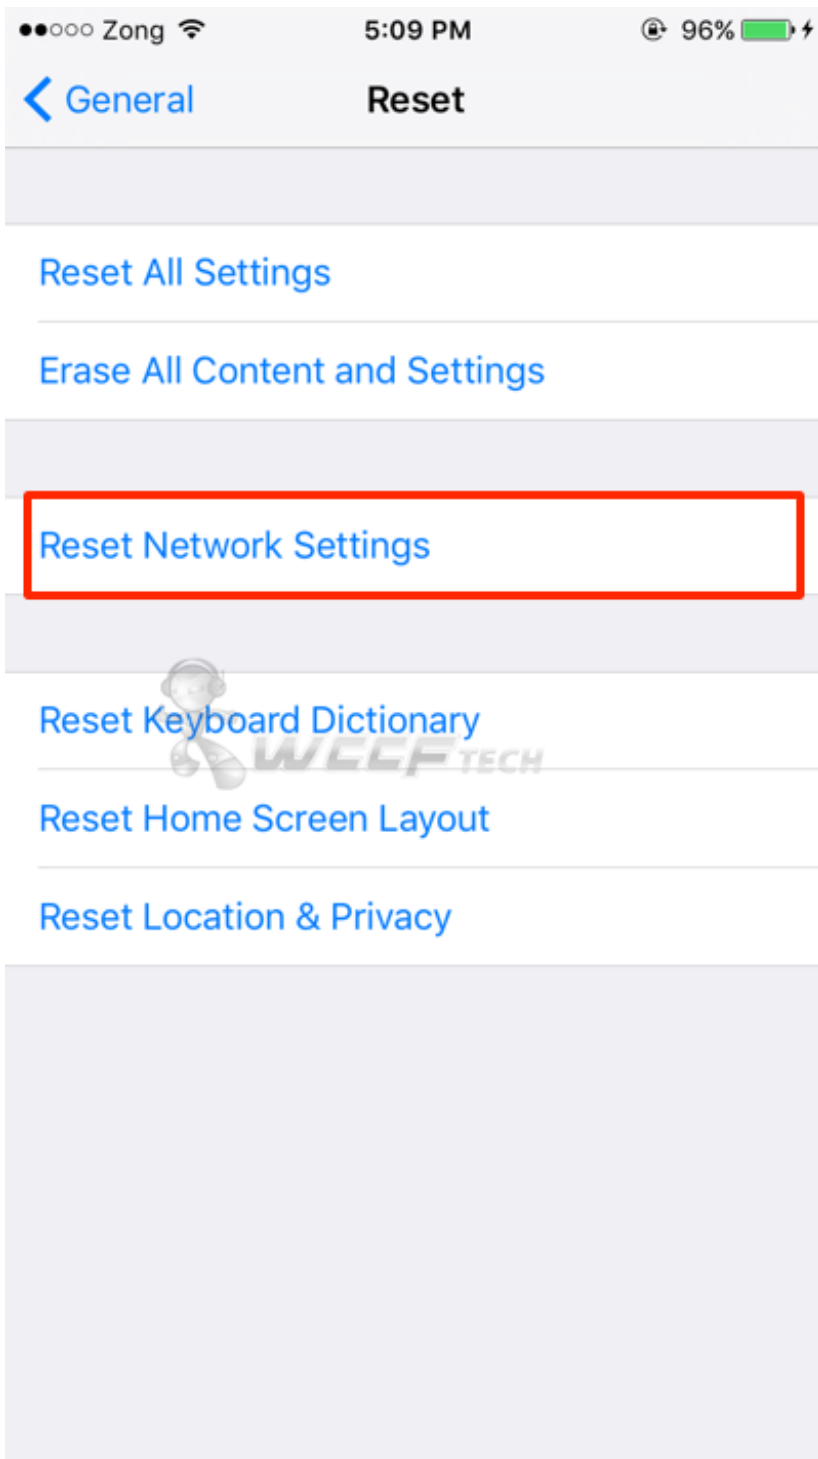 Zong 5:09 PM 96%
General Reset
Reset All Settings
Erase All Content and Settings
Reset Network Settings
Reset Keyboard Dictionary
WCCF TECH
Reset Home Screen Layout
Reset Location & Privacy